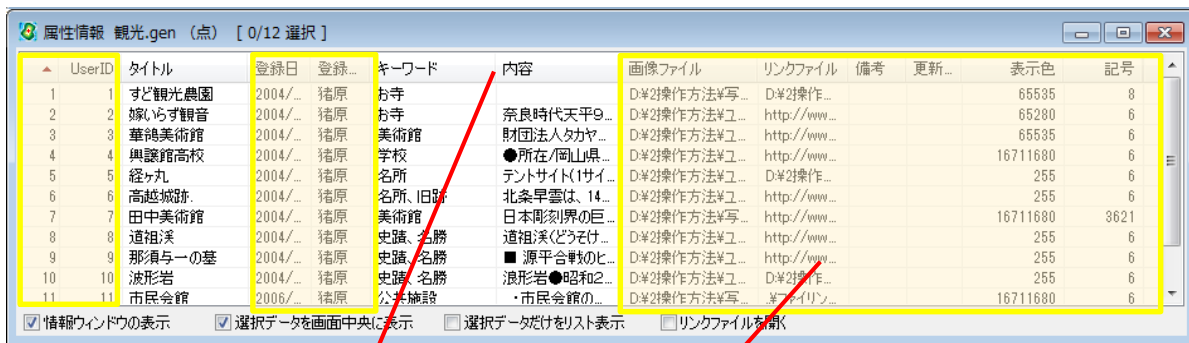 属性情報 観光.gen （点） [ 0/12 選択 ]
UserID タイトル 登録日 登録... キーワード 内容 画像ファイル リンクファイル 備考 更新... 表示色 記号
1 1 すど観光農園 2004/... 猪原 お寺 D:¥2操作方法¥写... D:¥2操作... 65535 8
2 2 嫁いらず観音 2004/... 猪原 お寺 奈良時代天平9... D:¥2操作方法¥ユ... http://www... 65280 6
3 3 華鴒美術館 2004/... 猪原 美術館 財団法人タカヤ... D:¥2操作方法¥ユ... http://www... 65535 6
4 4 興譲館高校 2004/... 猪原 学校 ●所在/岡山県... D:¥2操作方法¥ユ... http://www... 16711680 6
5 5 経ヶ丸 2004/... 猪原 名所 テントサイト(1サイ... D:¥2操作方法¥ユ... D:¥2操作... 255 6
6 6 高越城跡. 2004/... 猪原 名所、旧跡 北条早雲は、14... D:¥2操作方法¥ユ... http://www... 255 6
7 7 田中美術館 2004/... 猪原 美術館 日本彫刻界の巨... D:¥2操作方法¥写... http://www... 16711680 3621
8 8 道祖渓 2004/... 猪原 史蹟、名勝 道祖渓(どうそけ... D:¥2操作方法¥ユ... http://www... 255 6
9 9 那須与一の墓 2004/... 猪原 史蹟、名勝 ■ 源平合戦のヒ... D:¥2操作方法¥ユ... http://www... 255 6
10 10 浪形岩 2004/... 猪原 史蹟、名勝 浪形岩●昭和2... D:¥2操作方法¥ユ... D:¥2操作... 255 6
11 11 市民会館 2006/... 猪原 公共施設 ・市民会館の... D:¥2操作方法¥写... .¥ファイリン... 16711680 6
情報ウィンドウの表示 選択データを画面中央に表示 選択データだけをリスト表示 リンクファイルを開く